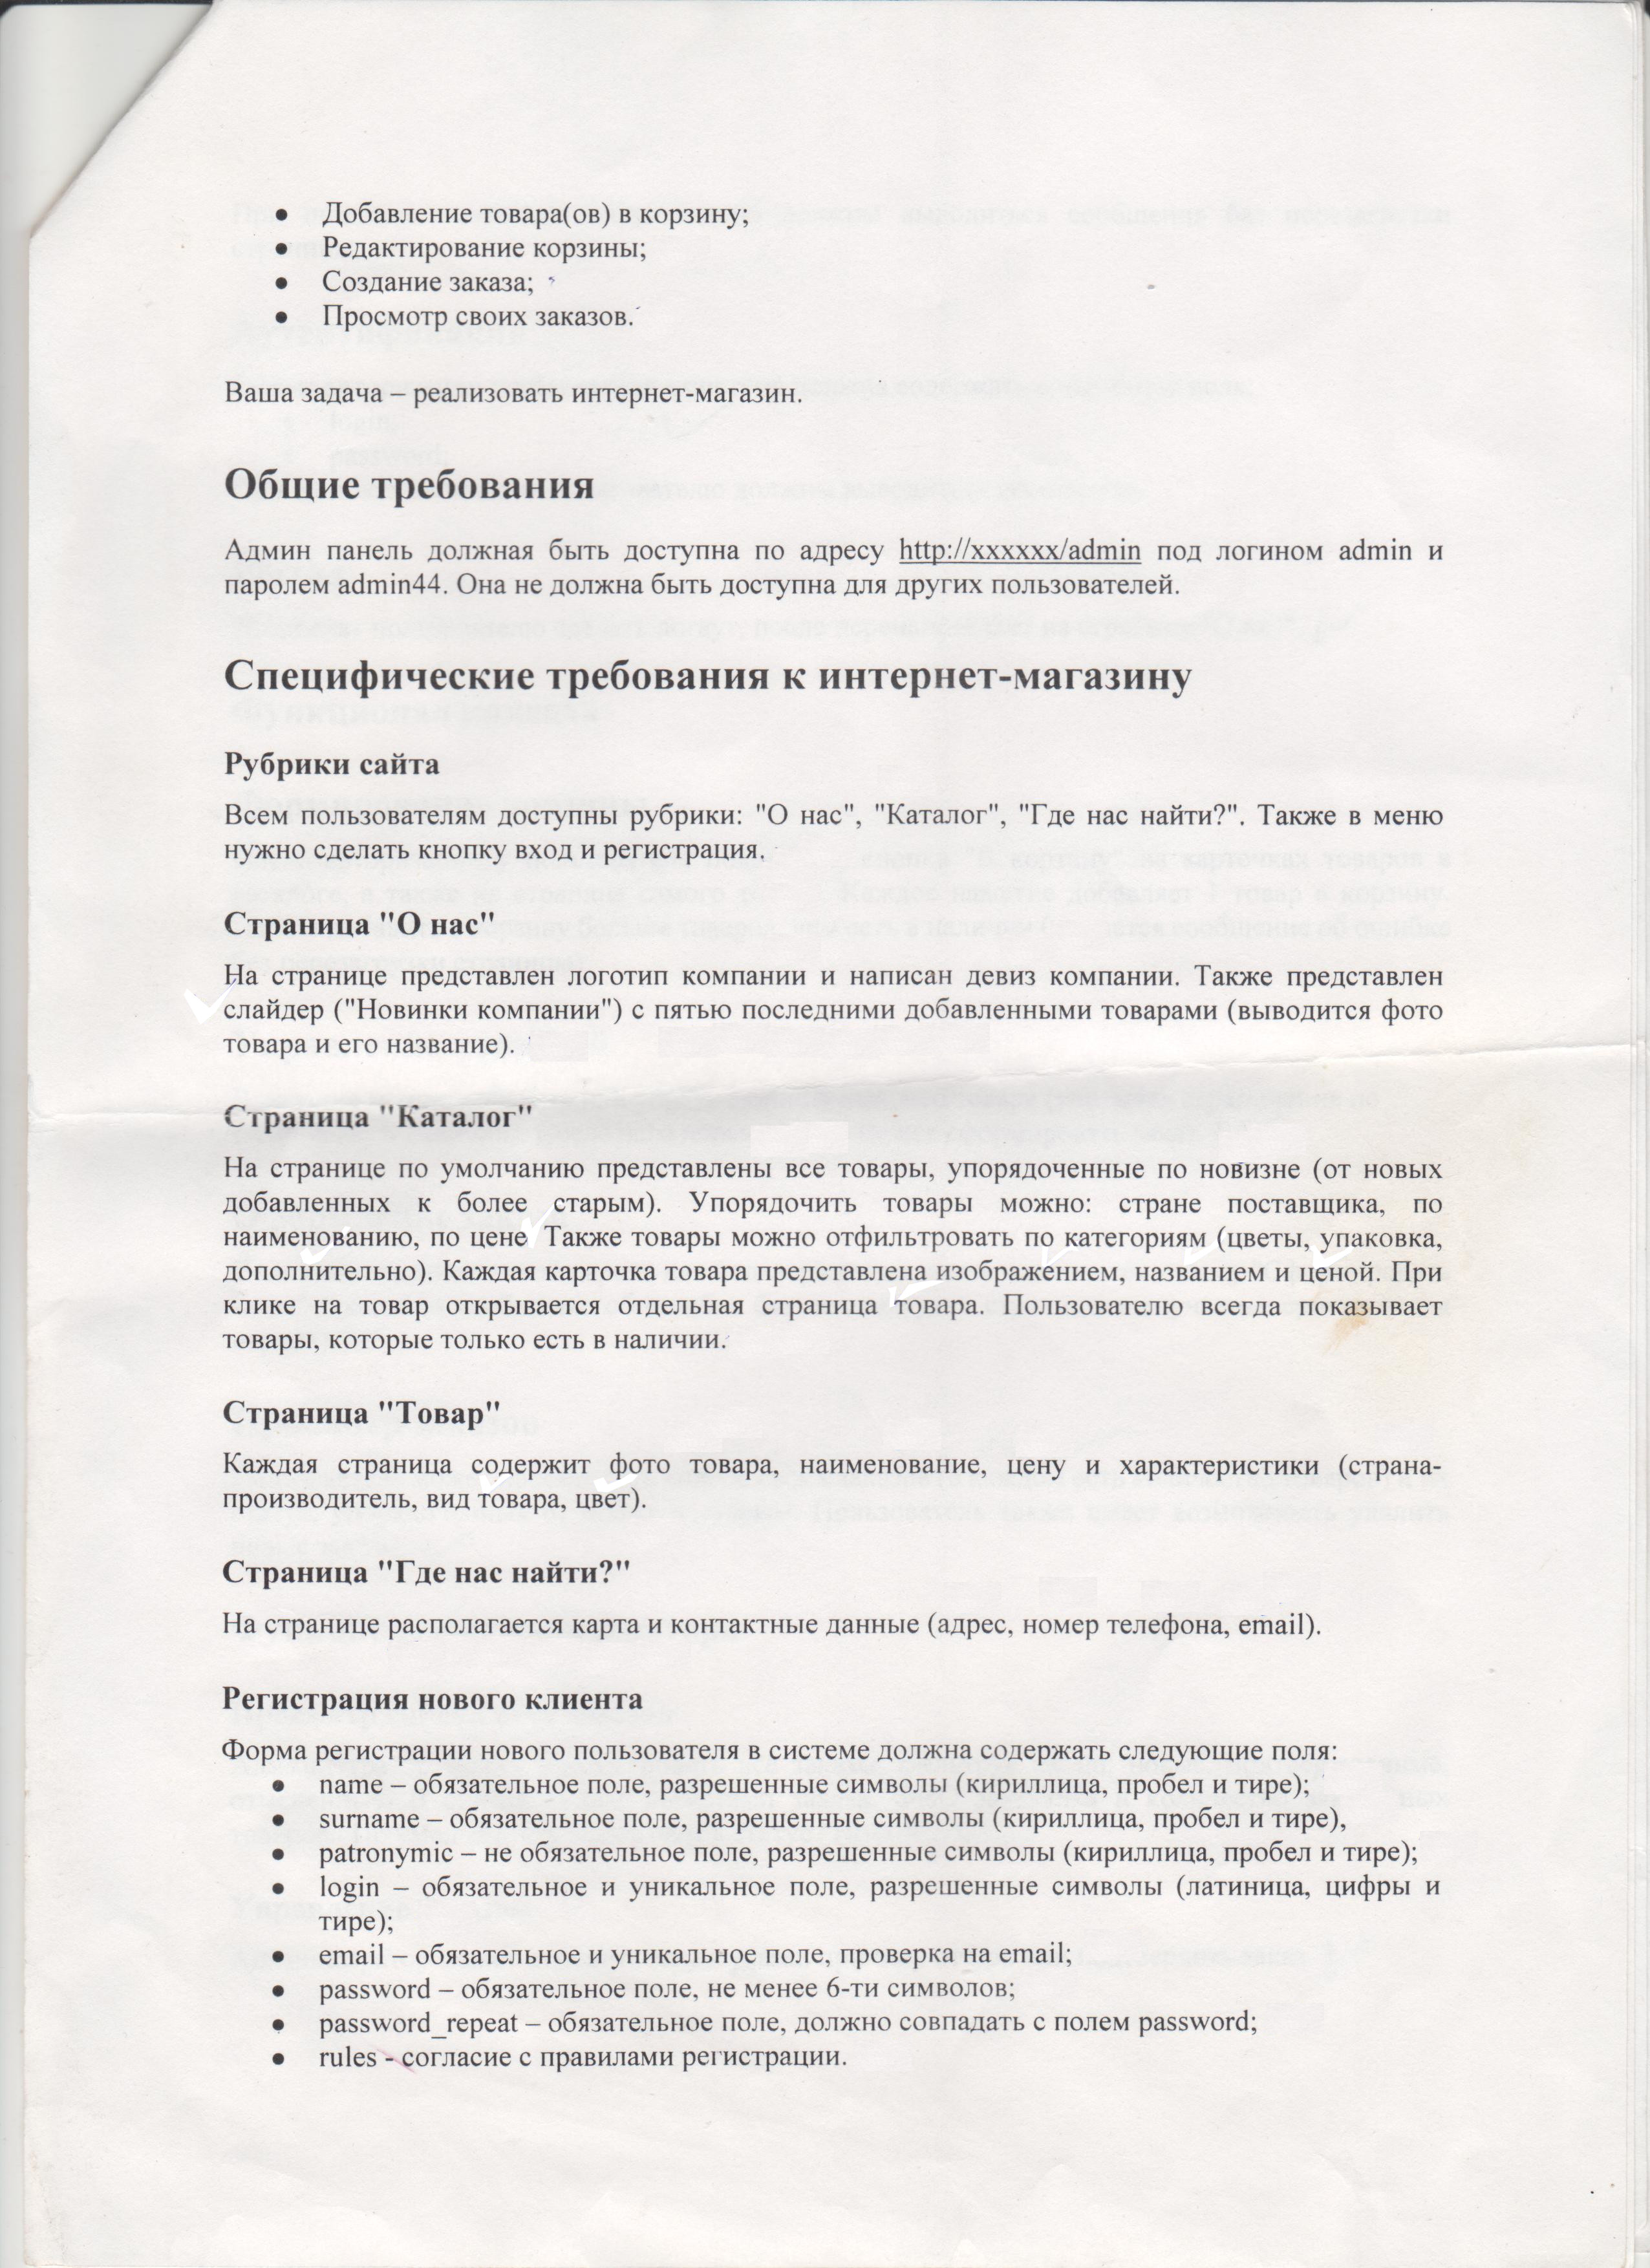 ● Добавление товара(ов) в корзину;
● Редактирование корзины;
● Создание заказа;
● Просмотр своих заказов.
Ваша задача – реализовать интернет-магазин.
Общие требования
Админ панель должная быть доступна по адресу http://xxxxxx/admin под логином admin и
паролем admin44. Она не должна быть доступна для других пользователей.
Специфические требования к интернет-магазину
Рубрики сайта
Всем пользователям доступны рубрики: "О нас", "Каталог", "Где нас найти?". Также в меню
нужно сделать кнопку вход и регистрация.
Страница "О нас"
На странице представлен логотип компании и написан девиз компании. Также представлен
слайдер ("Новинки компании") с пятью последними добавленными товарами (выводится фото
товара и его название).
Страница "Каталог"
На странице по умолчанию представлены все товары, упорядоченные по новизне (от новых
добавленных к более старым). Упорядочить товары можно: стране поставщика, по
наименованию, по цене Также товары можно отфильтровать по категориям (цветы, упаковка,
дополнительно). Каждая карточка товара представлена изображением, названием и ценой. При
клике на товар открывается отдельная страница товара. Пользователю всегда показывает
товары, которые только есть в наличии.
Страница "Товар"
Каждая страница содержит фото товара, наименование, цену и характеристики (страна-
производитель, вид товара, цвет).
Страница "Где нас найти?"
На странице располагается карта и контактные данные (адрес, номер телефона, email).
Регистрация нового клиента
Форма регистрации нового пользователя в системе должна содержать следующие поля:
● name – обязательное поле, разрешенные символы (кириллица, пробел и тире);
● surname – обязательное поле, разрешенные символы (кириллица, пробел и тире),
● patronymic – не обязательное поле, разрешенные символы (кириллица, пробел и тире);
● login – обязательное и уникальное поле, разрешенные символы (латиница, цифры и
тире);
● email – обязательное и уникальное поле, проверка на email;
● password – обязательное поле, не менее 6-ти символов;
● password_repeat – обязательное поле, должно совпадать с полем password;
● rules - согласие с правилами регистрации.